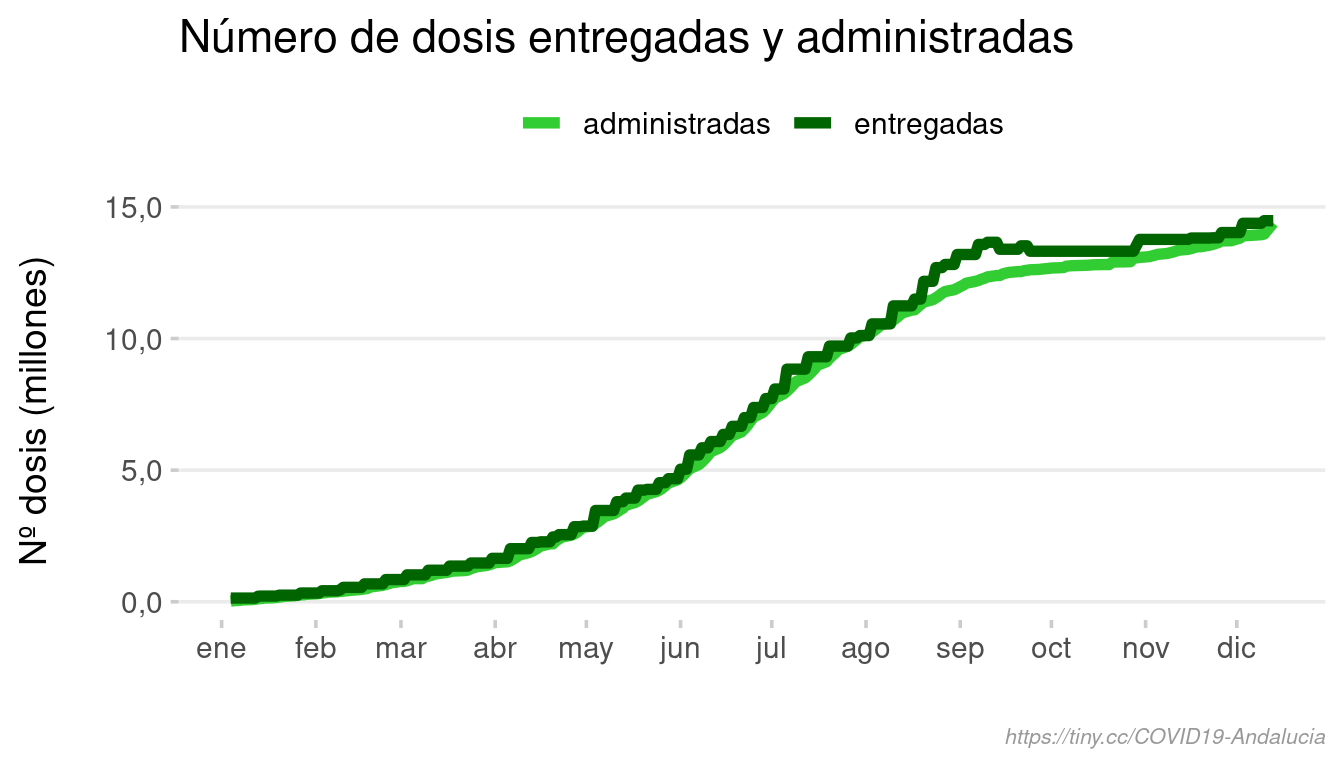 Número de dosis entregadas y administradas
administradas entregadas
15,0
10,0
5,0
0,0
Nº dosis (millones)
ene feb mar abr may jun jul ago sep oct nov dic
https://tiny.cc/COVID19-Andalucia